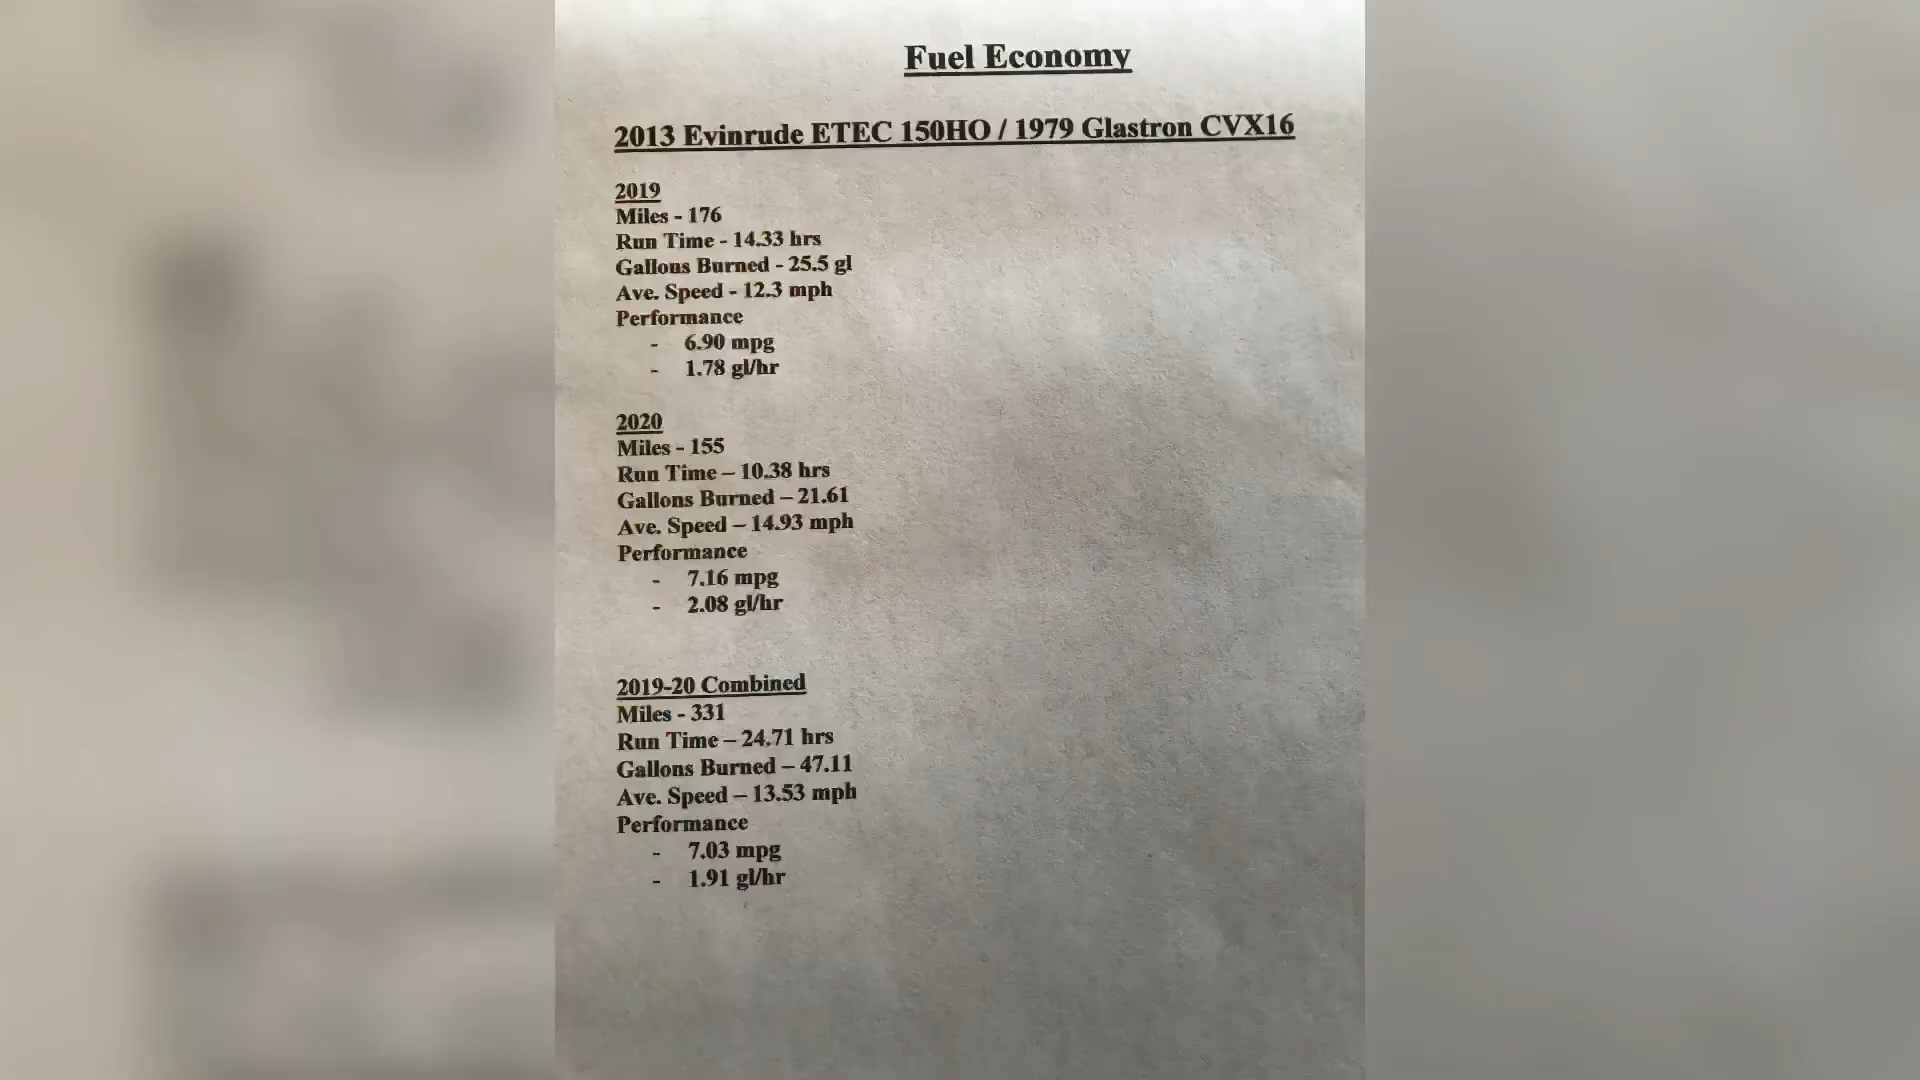 Fuel Economy
2013 Evinrude ETEC 150HO / 1979 Glastron CVX16
2019
Miles - 176
Run Time - 14.33 hrs
Gallons Burned - 25.5 gl
Ave. Speed - 12.3 mph
Performance
- 6.90 mpg
- 1.78 gl/hr
2020
Miles - 155
Run Time – 10.38 hrs
Gallons Burned – 21.61
Ave. Speed – 14.93 mph
Performance
- 7.16 mpg
- 2.08 gl/hr
2019-20 Combined
Miles - 331
Run Time – 24.71 hrs
Gallons Burned – 47.11
Ave. Speed – 13.53 mph
Performance
- 7.03 mpg
- 1.91 gl/hr